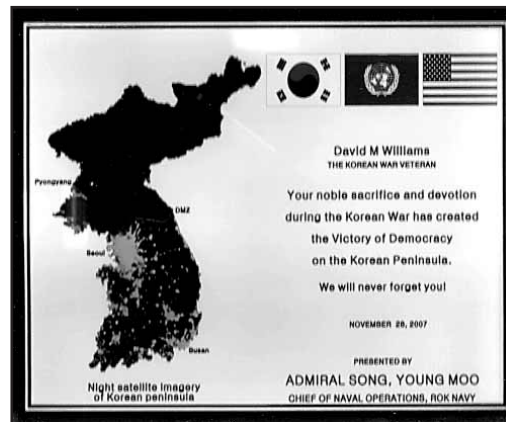 Pyongyang
DMZ
Seoul
Busan
Night satellite imagery
of Korean peninsula
David M Williams
THE KOREAN WAR VETERAN
Your noble sacrifice and devotion
during the Korean War has created
the Victory of Democracy
on the Korean Peninsula.
We will never forget you!
NOVEMBER 28, 2007
PRESENTED BY
ADMIRAL SONG, YOUNG MOO
CHIEF OF NAVAL OPERATIONS, ROK NAVY